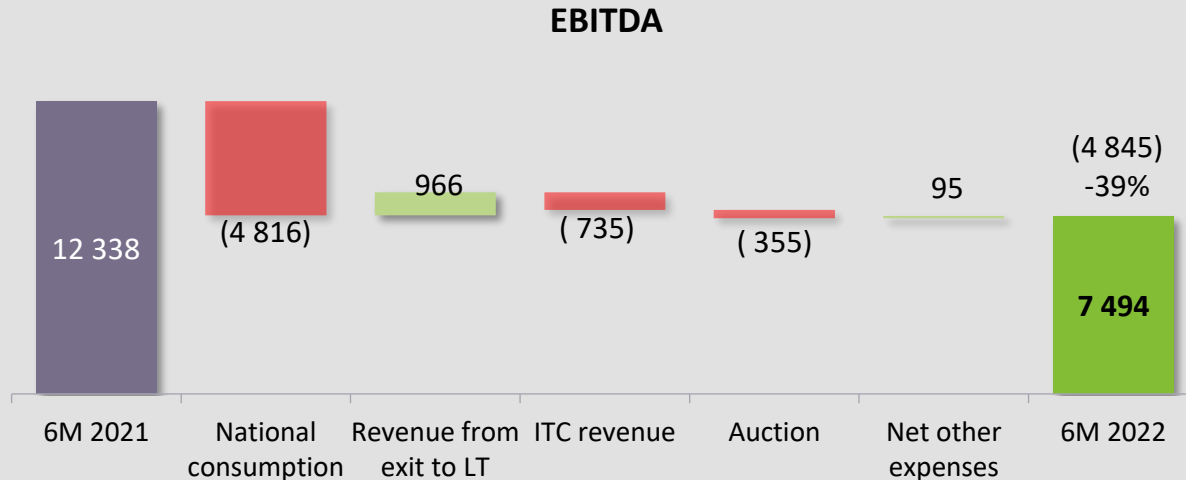 EBITDA
12 338
(4 816)
966
( 735)
( 355)
95
(4 845)
-39%
7 494
6M 2021
National
consumption
Revenue from
exit to LT
ITC revenue
Auction
Net other
expenses
6M 2022